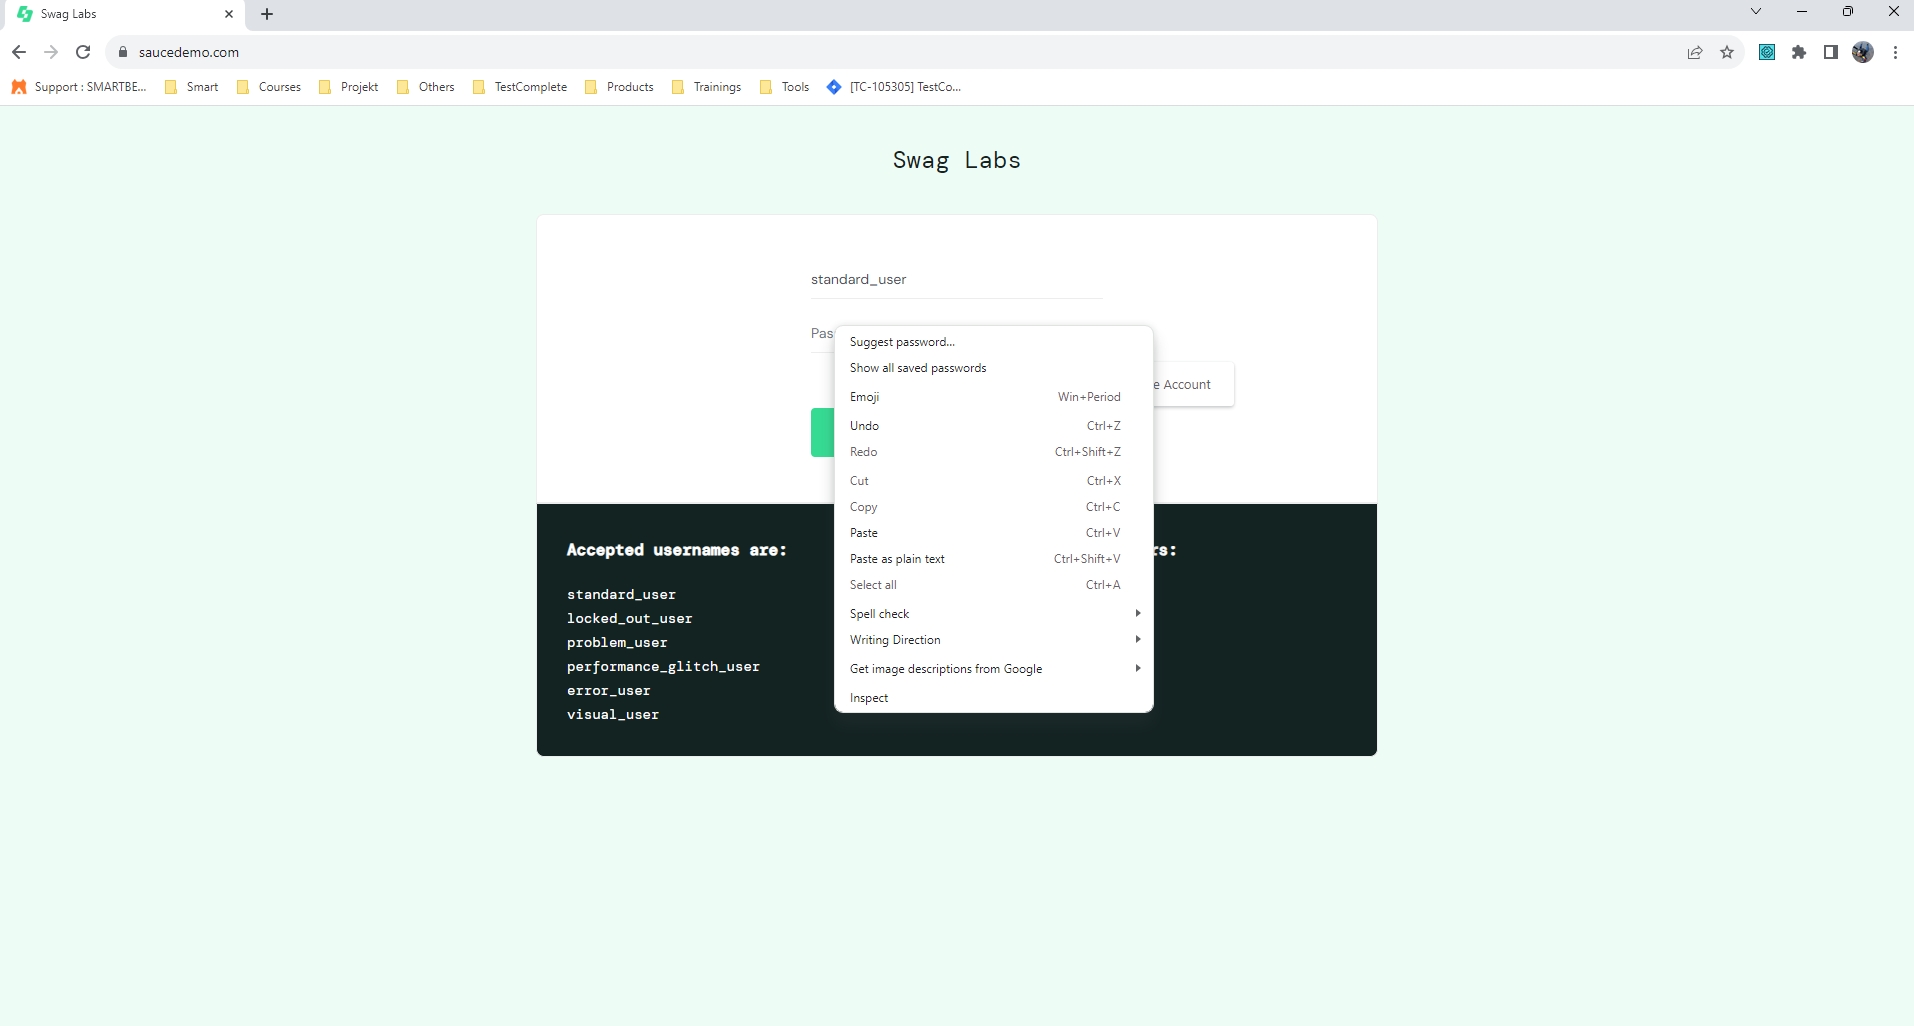 Swag Labs
saucedemo.com
Support : SMARTBE... Smart Courses Projekt Others TestComplete Products Trainings Tools [TC-105305] TestCo...
Swag Labs
standard_user
Pas
Suggest password...
Show all saved passwords
e Account
Emoji Win+Period
Undo Ctrl+Z
Redo Ctrl+Shift+Z
Cut Ctrl+X
Copy Ctrl+C
Paste Ctrl+V
Paste as plain text Ctrl+Shift+V
Select all Ctrl+A
Spell check
Writing Direction
Get image descriptions from Google
Inspect
Accepted usernames are:
rs:
standard_user
locked_out_user
problem_user
performance_glitch_user
error_user
visual_user